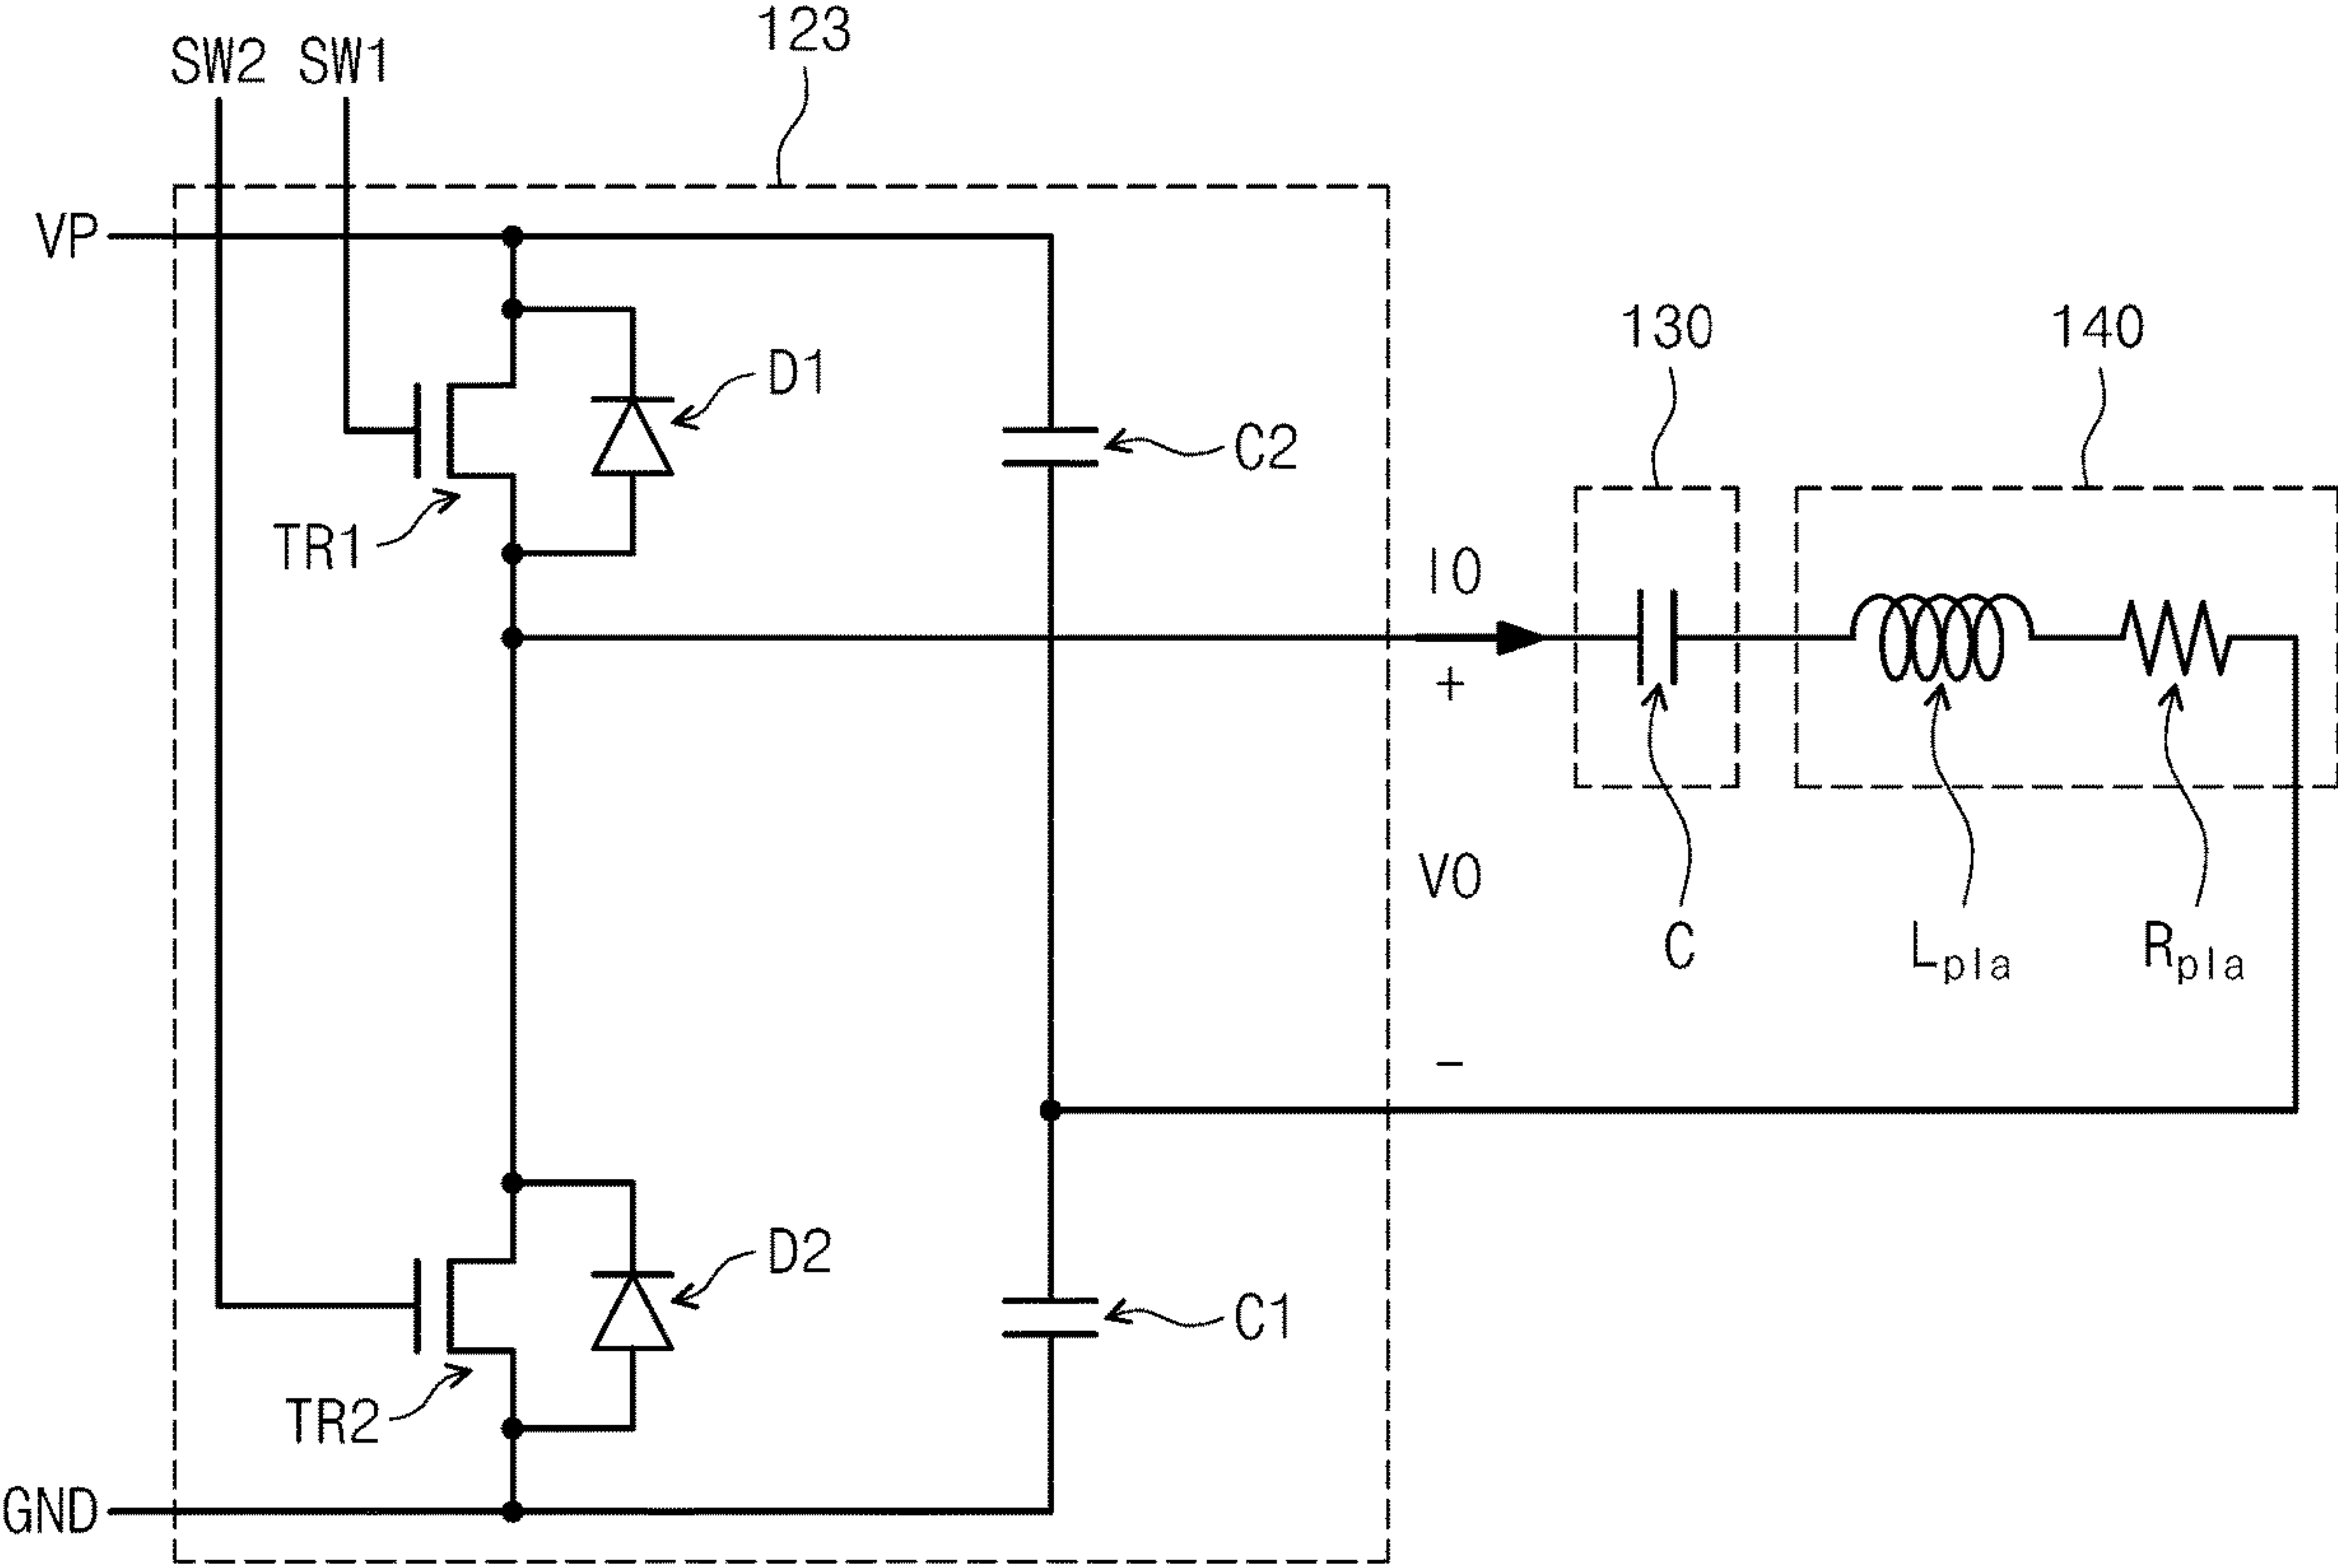 123
SW2 SW1
VP
130
140
D1
C2
TR1
IO
+
VO
C
Lpla
Rpla
-
D2
C1
TR2
GND